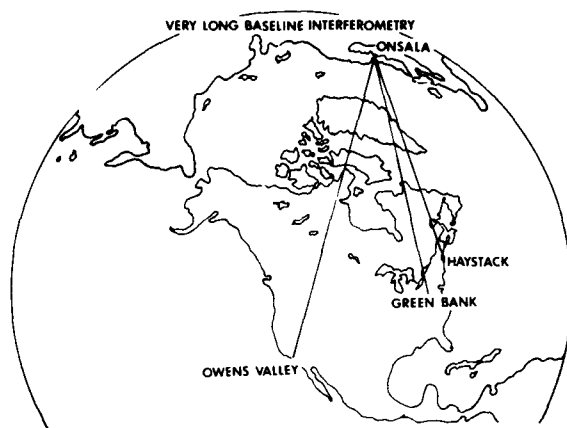 VERY LONG BASELINE INTERFEROMETRY
ONSALA
HAYSTACK
GREEN BANK
OWENS VALLEY